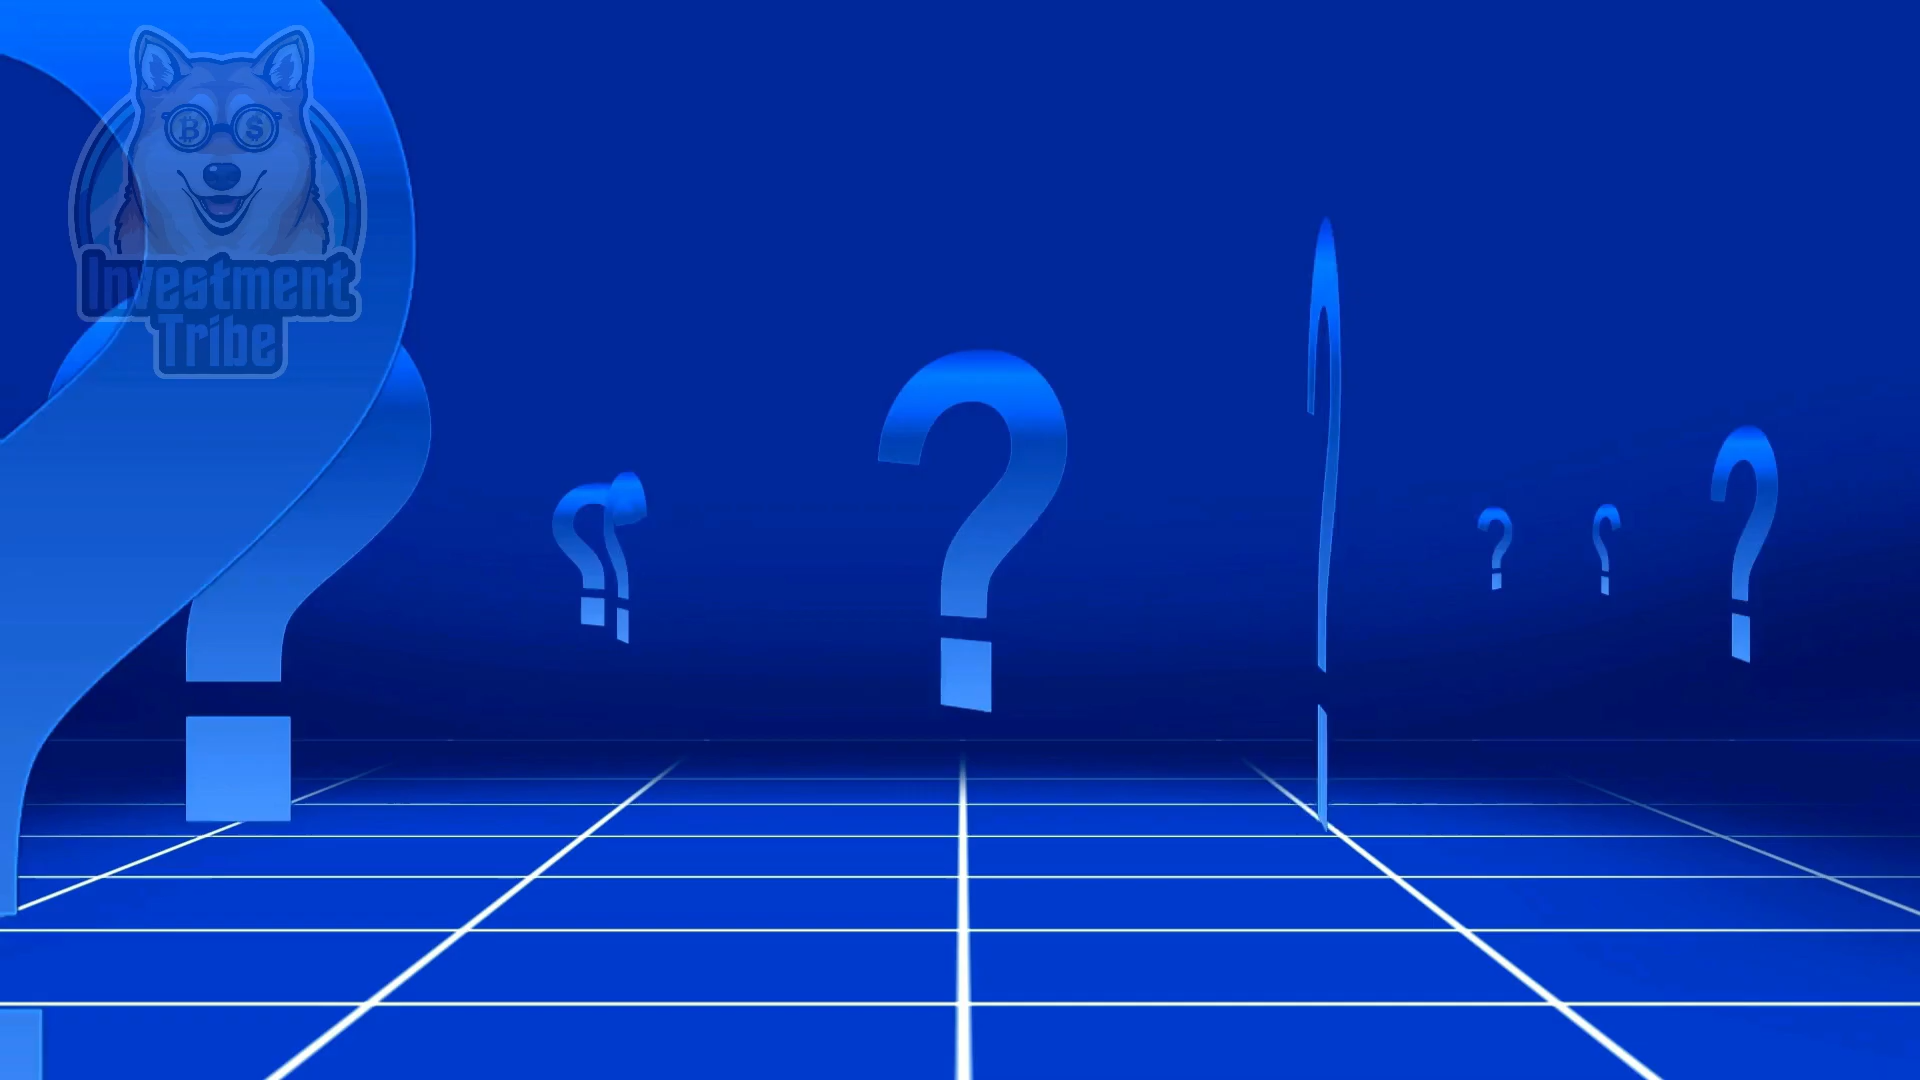 B $
Investment
Tribe
? ?
? ? ? ? ? ? ?